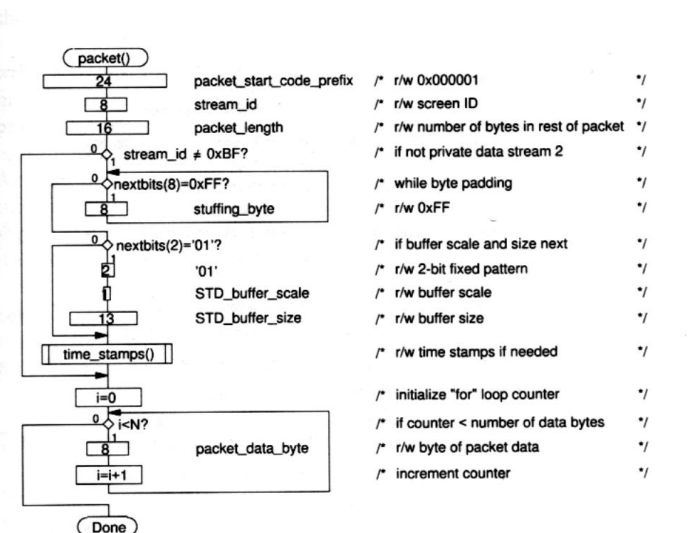 packet()
24 packet_start_code_prefix /* r/w 0x000001 */
8 stream_id /* r/w screen ID */
16 packet_length /* r/w number of bytes in rest of packet */
0 1 stream_id ≠ 0xBF? /* if not private data stream 2 */
0 1 nextbits(8)=0xFF? /* while byte padding */
8 stuffing_byte /* r/w 0xFF */
0 1 nextbits(2)='01'? /* if buffer scale and size next */
2 '01' /* r/w 2-bit fixed pattern */
1 STD_buffer_scale /* r/w buffer scale */
13 STD_buffer_size /* r/w buffer size */
time_stamps() /* r/w time stamps if needed */
i=0 /* initialize "for" loop counter */
0 1 i<N? /* if counter < number of data bytes */
8 packet_data_byte /* r/w byte of packet data */
i=i+1 /* increment counter */
Done